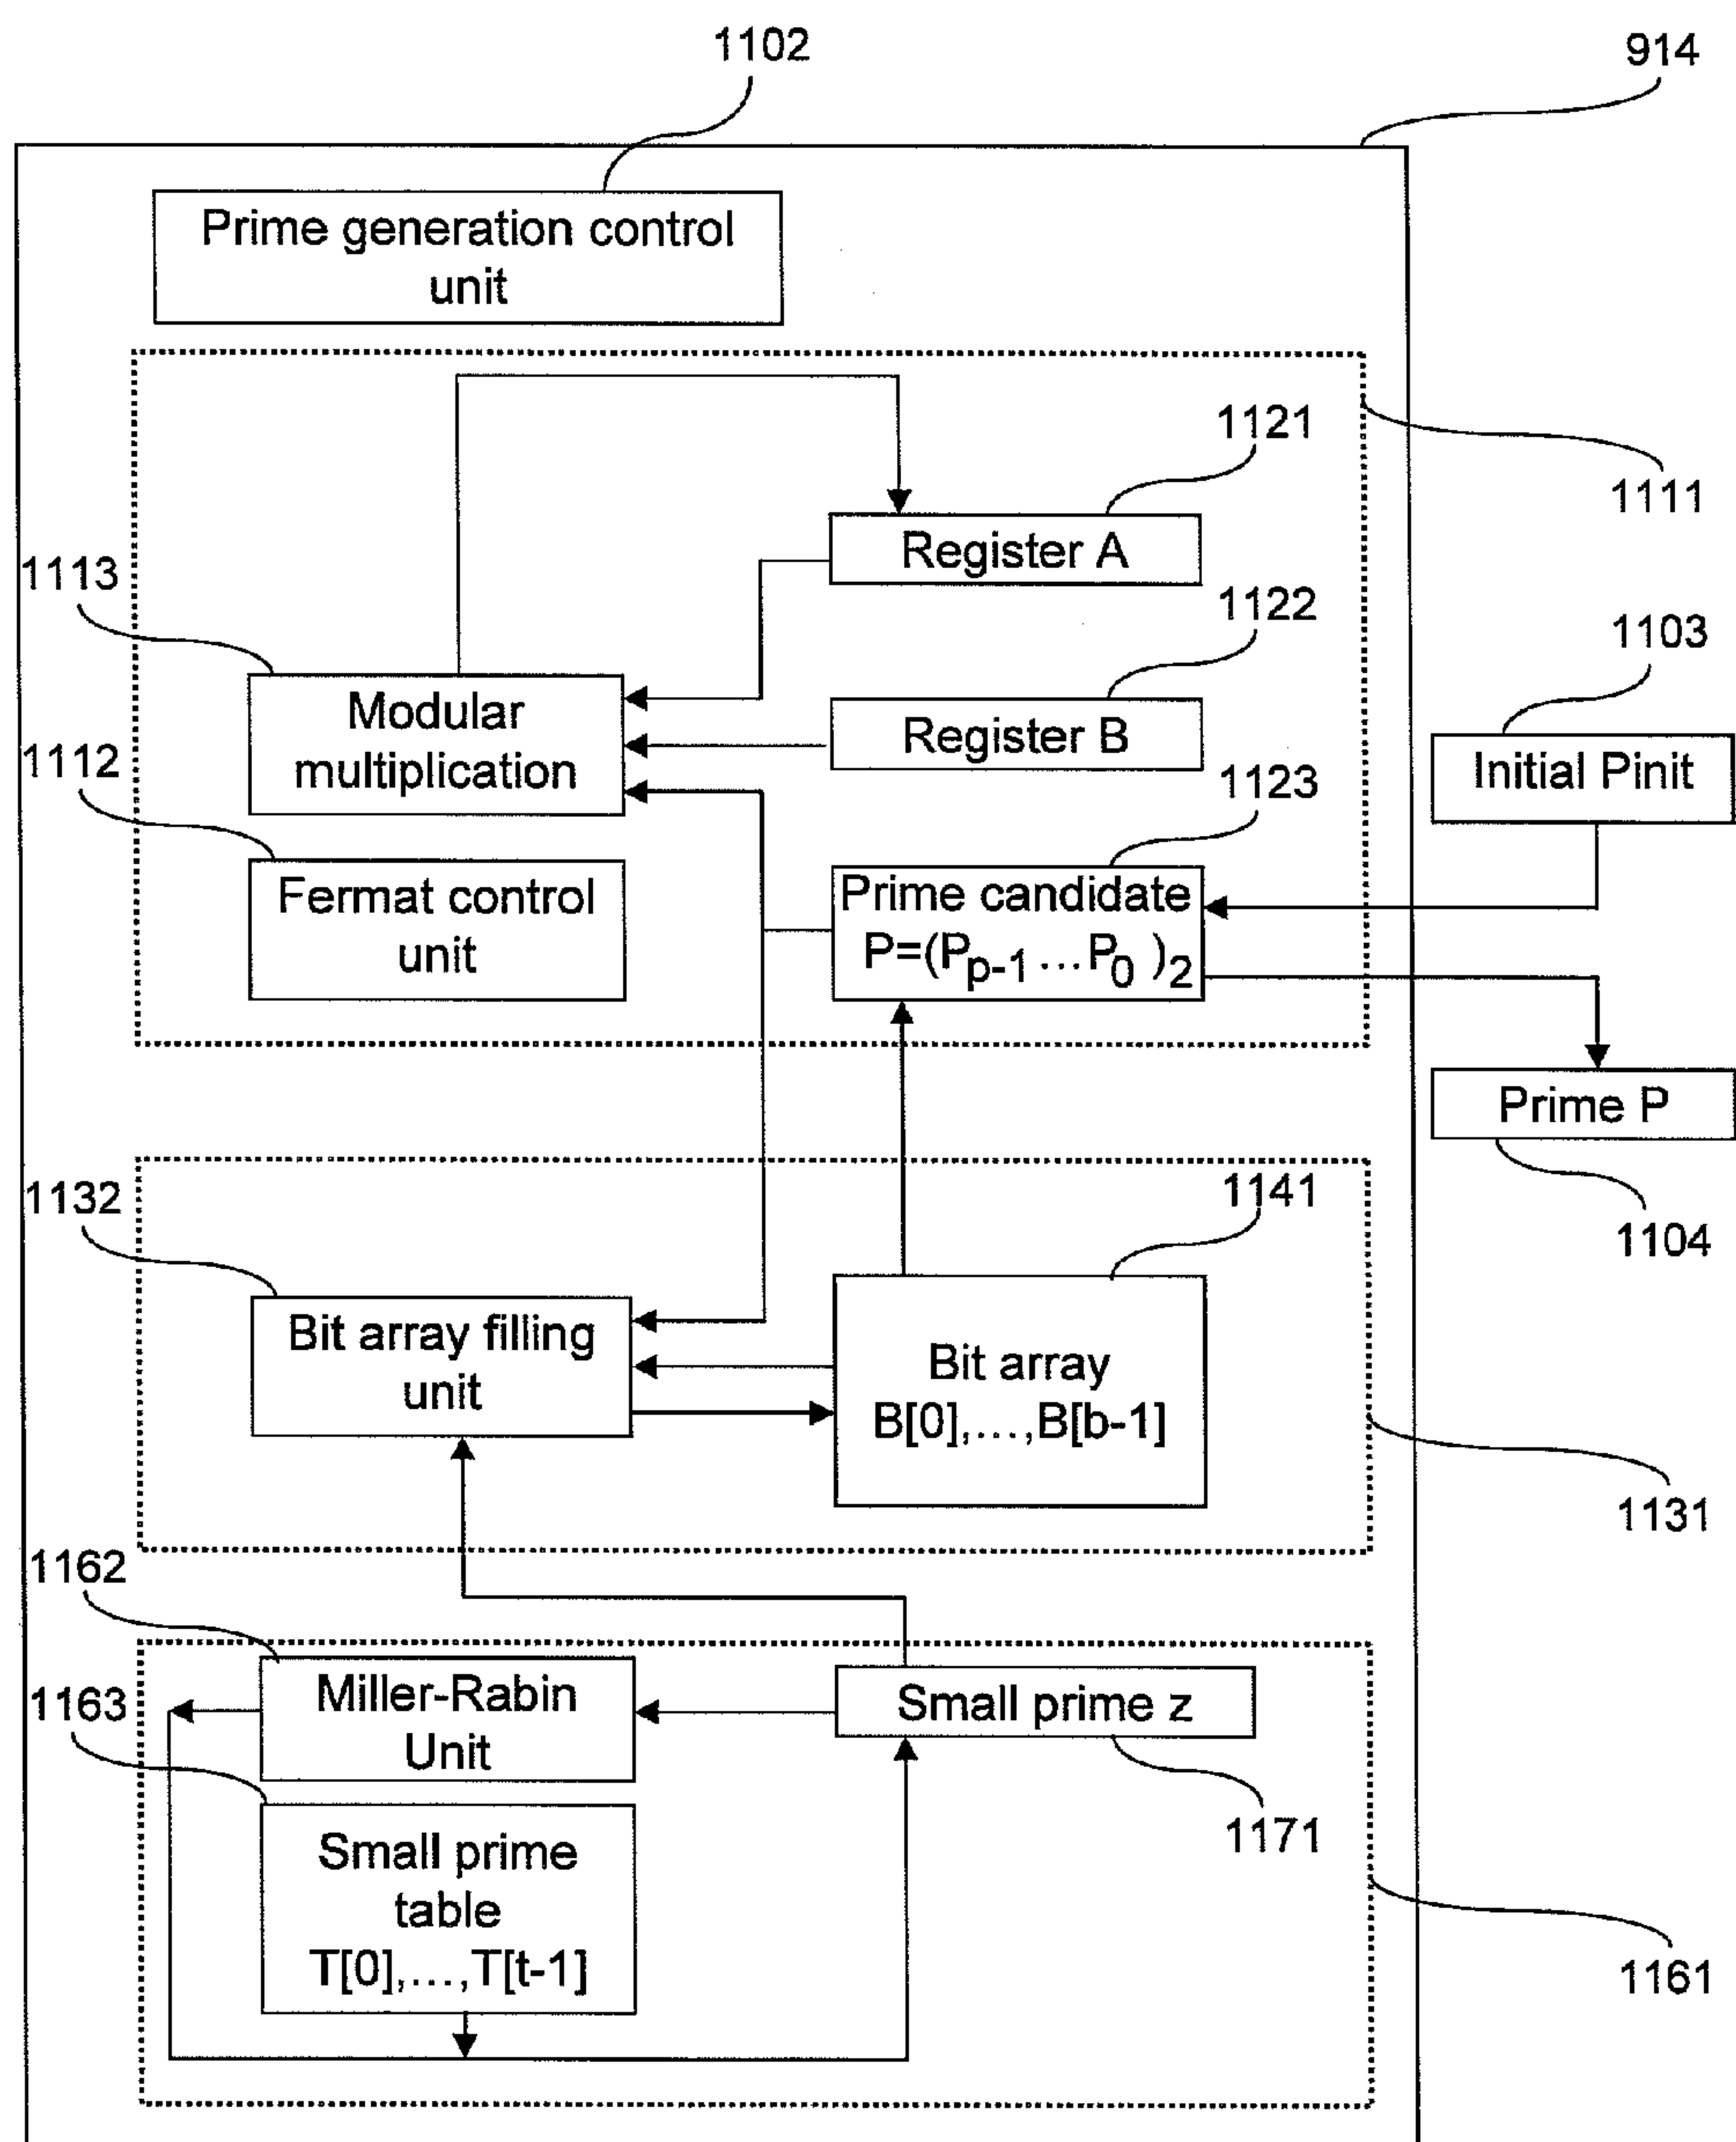 1102
914
Prime generation control
unit
1121
1111
Register A
1113
1122
1103
Modular
multiplication
Register B
Initial Pinit
1112
1123
Fermat control
unit
Prime candidate
P=(Pp-1 ...P0 )2
Prime P
1104
1132
1141
Bit array filling
unit
Bit array
B[0],...,B[b-1]
1131
1162
Miller-Rabin
Unit
Small prime z
1163
1171
Small prime
table
T[0],...,T[t-1]
1161